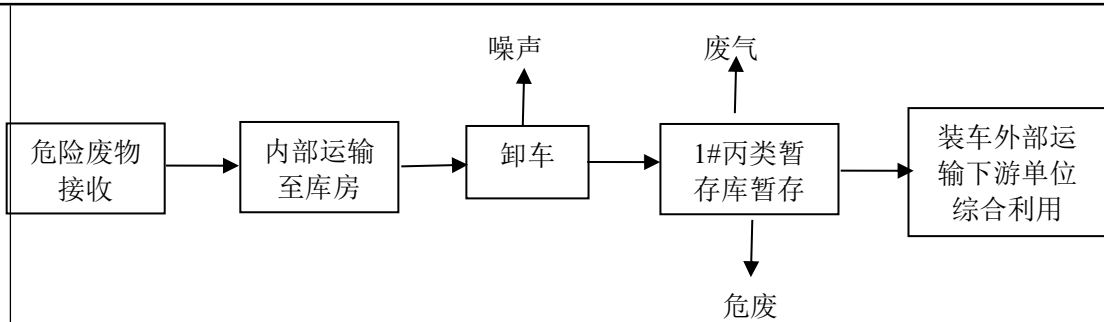 噪声
废气
危险废物
接收
内部运输
至库房
卸车
1#丙类暂
存库暂存
装车外部运
输下游单位
综合利用
危废